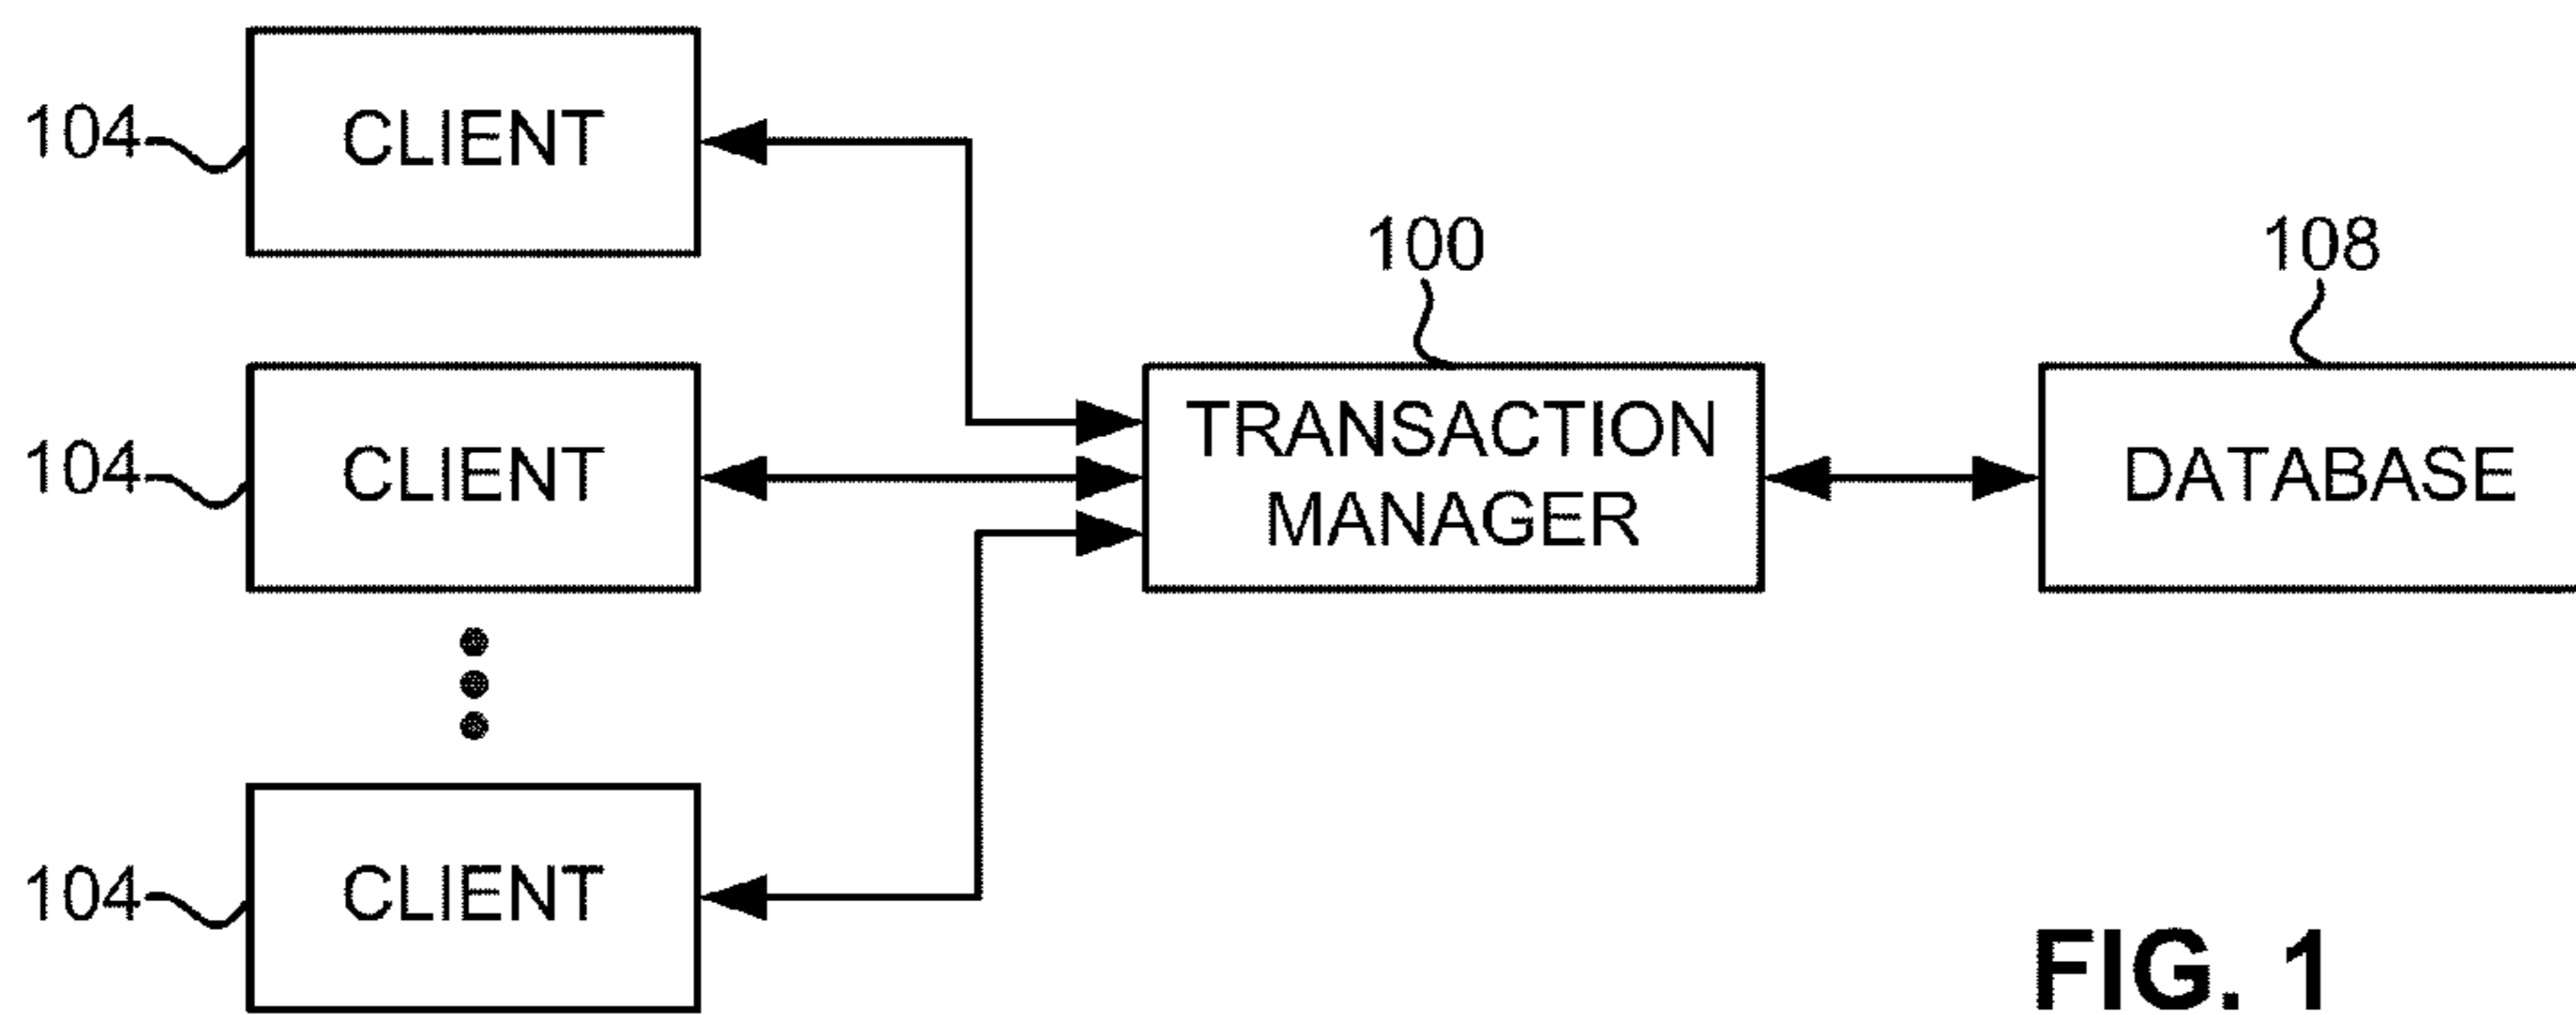 104
CLIENT
100
108
104
CLIENT
TRANSACTION
MANAGER
DATABASE
104
CLIENT
FIG. 1